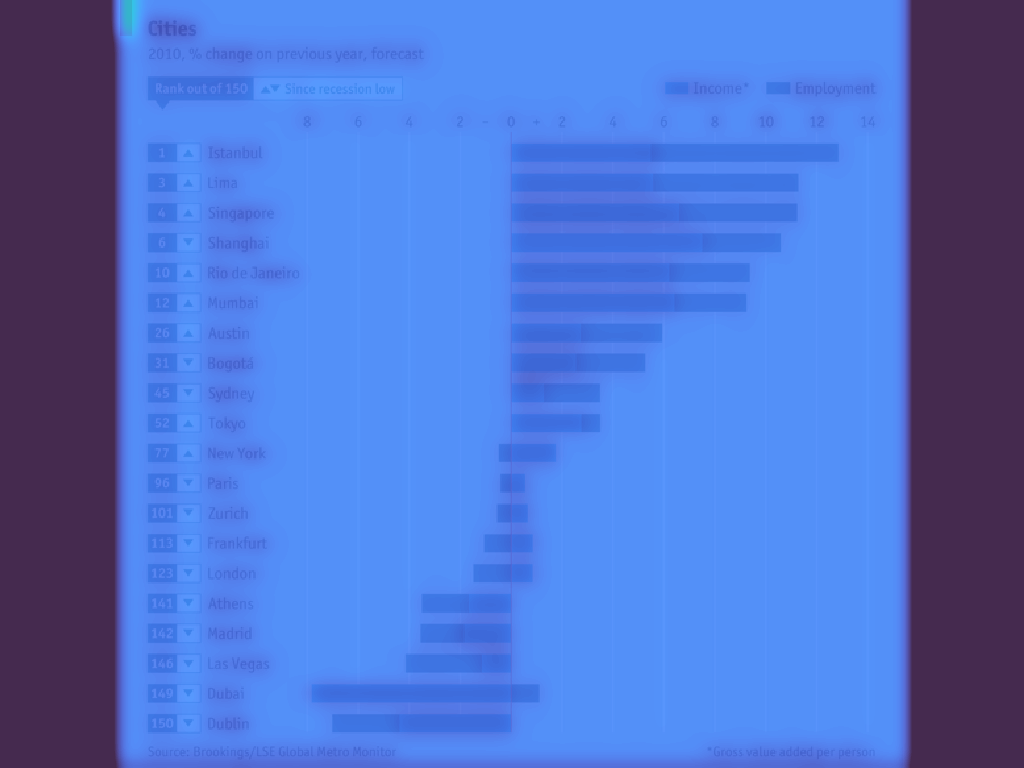 Cities
2010, % change on previous year, forecast
Rank out of 150 ▲▼ Since recession low
Income* Employment
8 6 4 2 - 0 + 2 4 6 8 10 12 14
1 ▲ Istanbul
3 ▲ Lima
4 ▲ Singapore
6 ▼ Shanghai
10 ▲ Rio de Janeiro
12 ▲ Mumbai
26 ▲ Austin
31 ▼ Bogotá
45 ▼ Sydney
52 ▲ Tokyo
77 ▲ New York
96 ▼ Paris
101 ▼ Zurich
113 ▼ Frankfurt
123 ▼ London
141 ▼ Athens
142 ▼ Madrid
146 ▼ Las Vegas
149 ▼ Dubai
150 ▼ Dublin
Source: Brookings/LSE Global Metro Monitor
*Gross value added per person